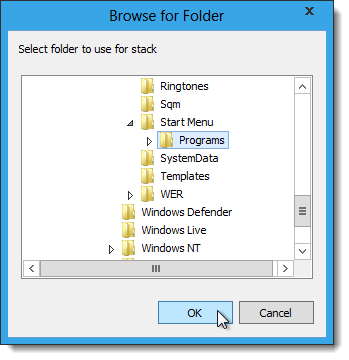 Browse for Folder
x
Select folder to use for stack
Ringtones
Sqm
Start Menu
Programs
SystemData
Templates
WER
Windows Defender
Windows Live
Windows NT
OK
Cancel